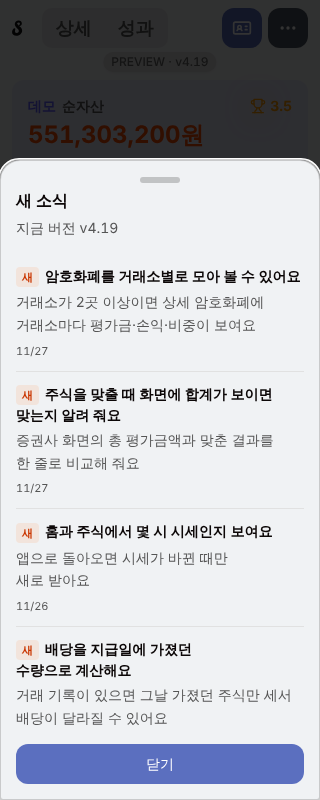 상세 성과
PREVIEW · v4.19
데모 순자산
3.5
551,303,200원
새 소식
지금 버전 v4.19
새 암호화폐를 거래소별로 모아 볼 수 있어요
거래소가 2곳 이상이면 상세 암호화폐에
거래소마다 평가금·손익·비중이 보여요
11/27
새 주식을 맞출 때 화면에 합계가 보이면
맞는지 알려 줘요
증권사 화면의 총 평가금액과 맞춘 결과를
한 줄로 비교해 줘요
11/27
새 홈과 주식에서 몇 시 시세인지 보여요
앱으로 돌아오면 시세가 바뀐 때만
새로 받아요
11/26
새 배당을 지급일에 가졌던
수량으로 계산해요
거래 기록이 있으면 그날 가졌던 주식만 세서
배당이 달라질 수 있어요
닫기